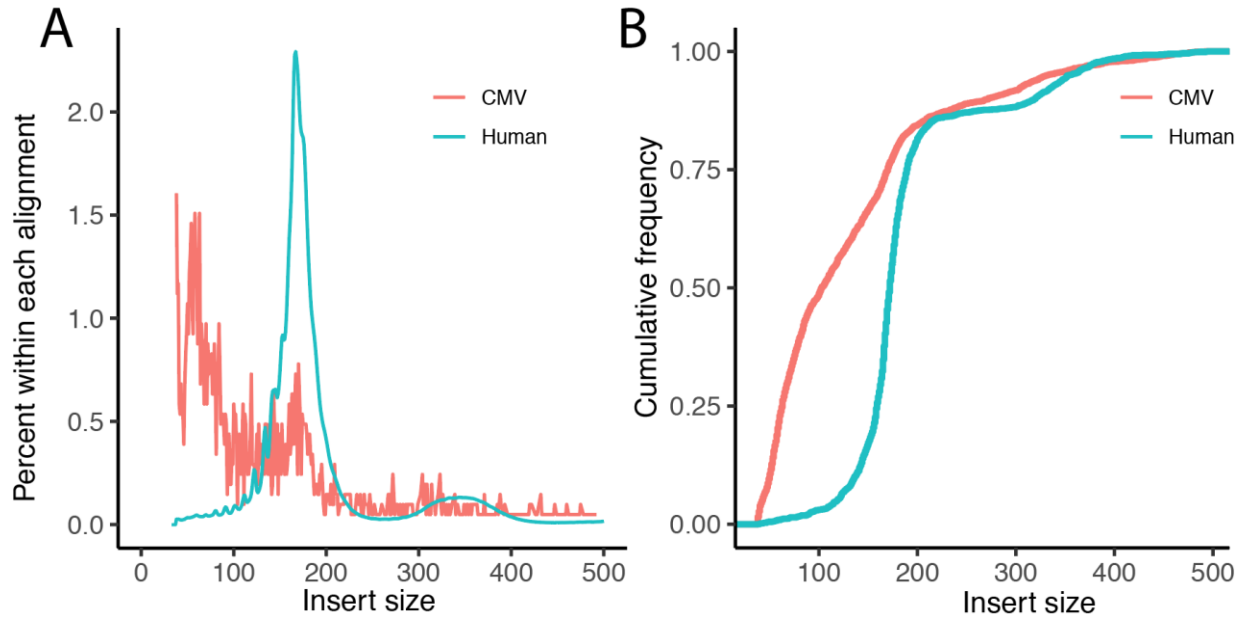 A
Percent within each alignment
2.0
1.5
1.0
0.5
0.0
0 100 200 300 400 500
Insert size
CMV
Human
B
Cumulative frequency
1.00
0.75
0.50
0.25
0.00
100 200 300 400 500
Insert size
CMV
Human